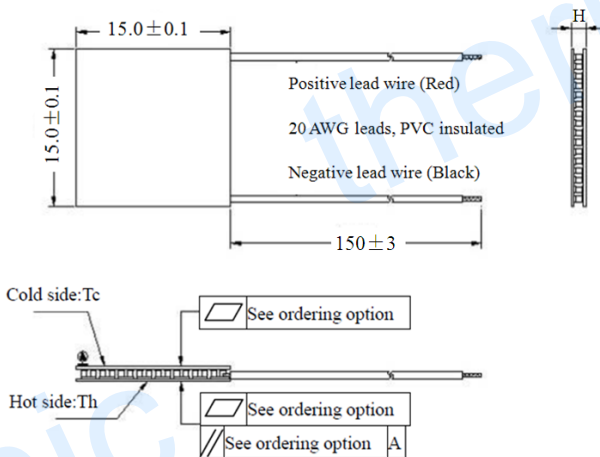 15.0±0.1
H
15.0±0.1
Positive lead wire (Red)
20 AWG leads, PVC insulated
Negative lead wire (Black)
150±3
Cold side:Tc
See ordering option
Hot side:Th
See ordering option
See ordering option A
ther